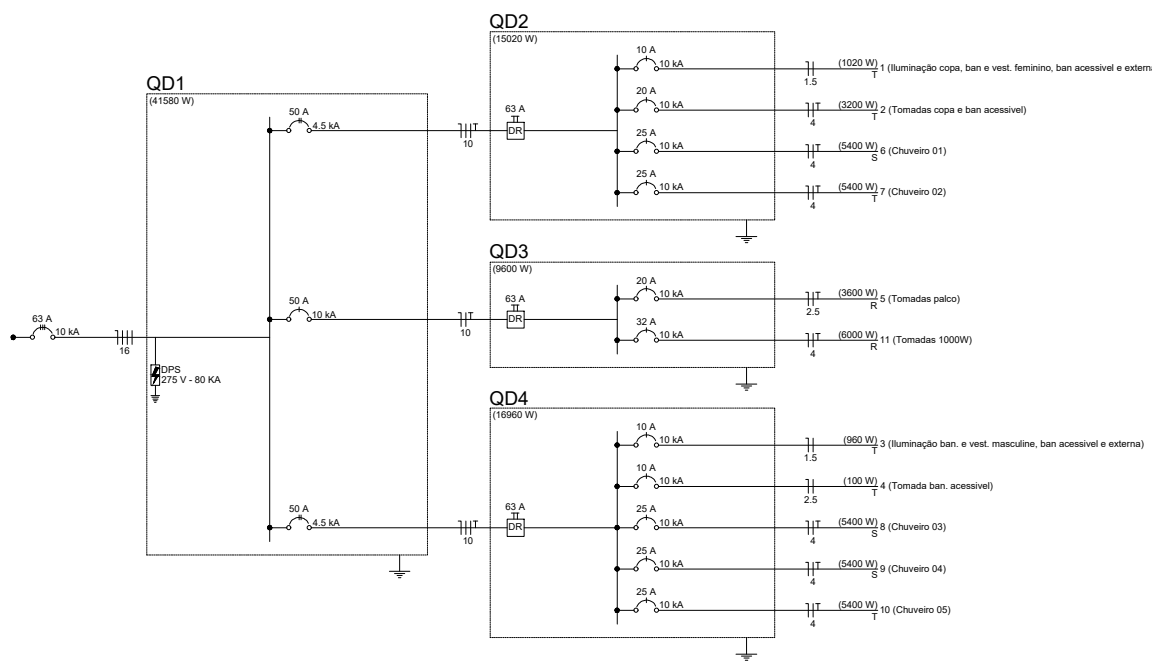 QD1
(41580 W)
63 A
10 kA
16
DPS
275 V - 80 KA
50 A
4.5 kA
10
50 A
10 kA
10
50 A
4.5 kA
10
QD2
(15020 W)
63 A
DR
10 A
10 kA
1.5
(1020 W)
T
1 (Iluminação copa, ban e vest. feminino, ban acessivel e externa
20 A
10 kA
T
4
(3200 W)
T
2 (Tomadas copa e ban acessivel)
25 A
10 kA
T
4
(5400 W)
S
6 (Chuveiro 01)
25 A
10 kA
T
4
(5400 W)
T
7 (Chuveiro 02)
QD3
(9600 W)
63 A
DR
20 A
10 kA
T
2.5
(3600 W)
R
5 (Tomadas palco)
32 A
10 kA
T
4
(6000 W)
R
11 (Tomadas 1000W)
QD4
(16960 W)
63 A
DR
10 A
10 kA
1.5
(960 W)
T
3 (Iluminação ban. e vest. masculine, ban acessivel e externa)
10 A
10 kA
2.5
(100 W)
T
4 (Tomada ban. acessivel)
25 A
10 kA
T
4
(5400 W)
S
8 (Chuveiro 03)
25 A
10 kA
T
4
(5400 W)
S
9 (Chuveiro 04)
25 A
10 kA
T
4
(5400 W)
T
10 (Chuveiro 05)